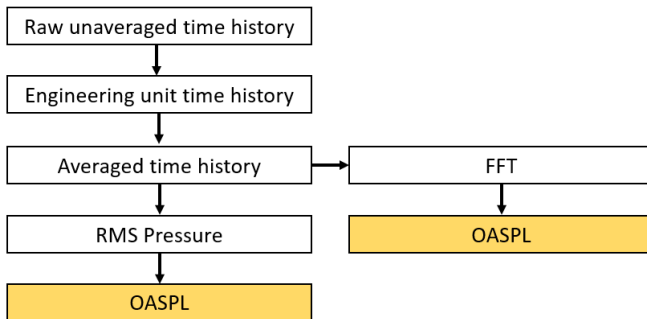 Raw unaveraged time history
Engineering unit time history
Averaged time history
FFT
RMS Pressure
OASPL
OASPL